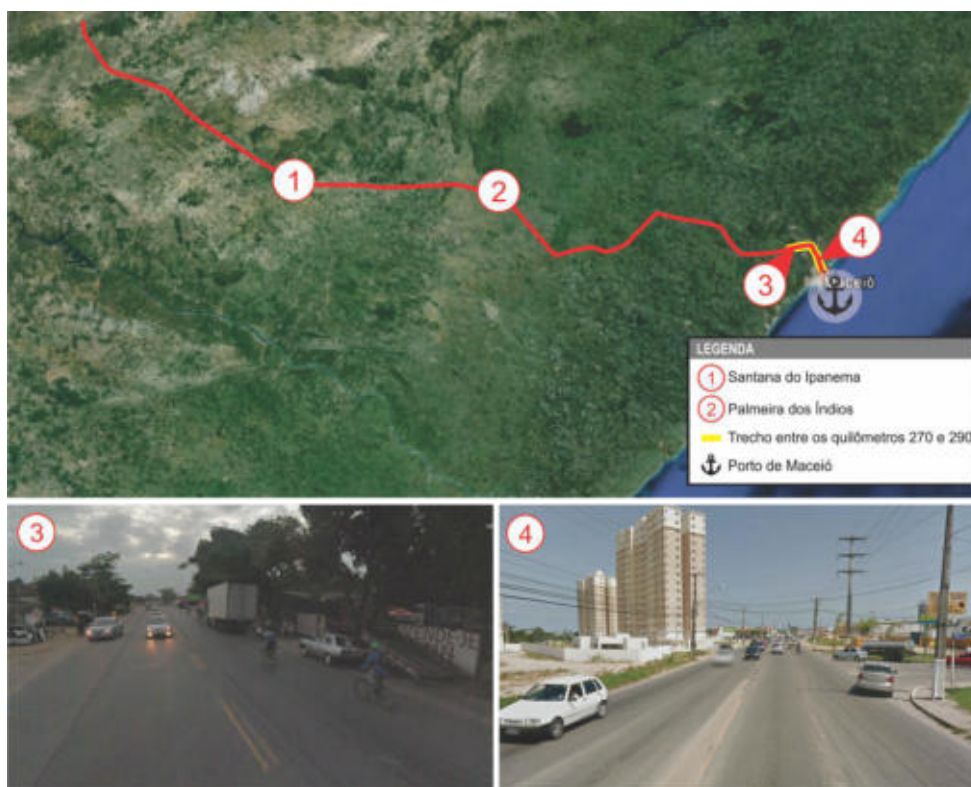 1
2
4
3
Maceió
LEGENDA
1 Santana do Ipanema
2 Palmeira dos Índios
Trecho entre os quilômetros 270 e 290
Porto de Maceió
3
4